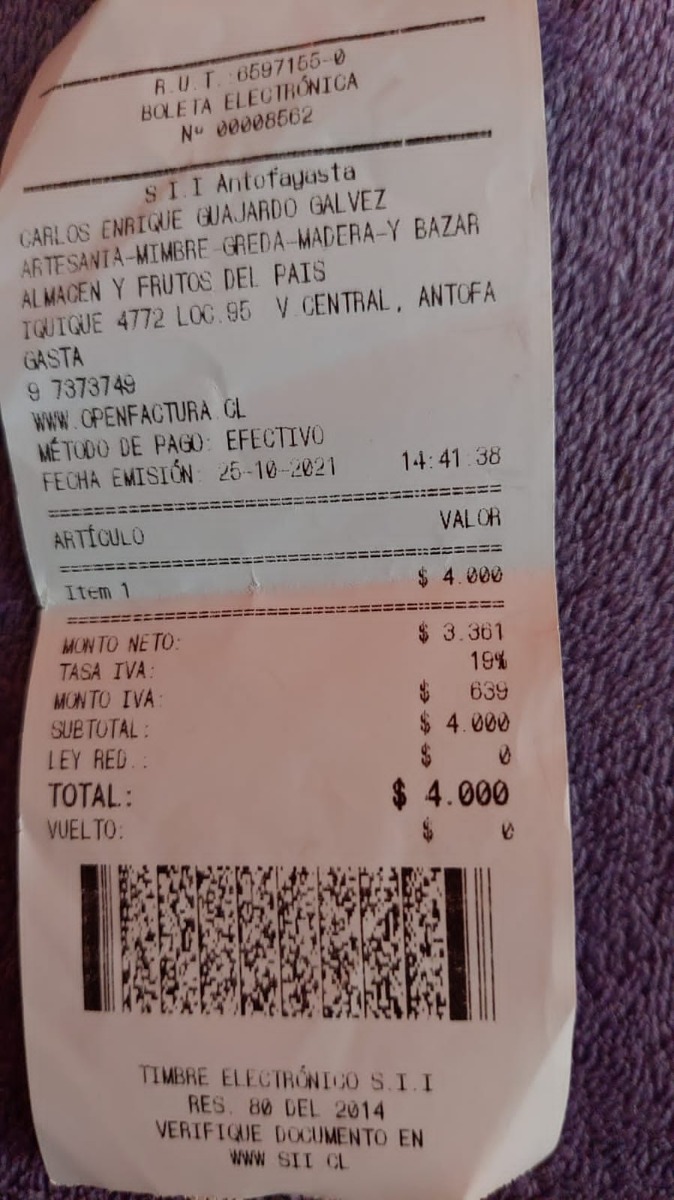 R.U.T.:6597155-0
BOLETA ELECTRÓNICA
Nº 00008562
S.I.I Antofagasta
CARLOS ENRIQUE GUAJARDO GALVEZ
ARTESANIA-MIMBRE-GREDA-MADERA-Y BAZAR
ALMACEN Y FRUTOS DEL PAIS
IQUIQUE 4772 LOC.95 V.CENTRAL, ANTOFA
GASTA
9 7373749
WWW.OPENFACTURA.CL
MÉTODO DE PAGO: EFECTIVO
FECHA EMISIÓN: 25-10-2021 14:41:38
ARTÍCULO VALOR
Item 1 $ 4.000
MONTO NETO: $ 3.361
TASA IVA: 19%
MONTO IVA: $ 639
SUBTOTAL: $ 4.000
LEY RED.: $ 0
TOTAL: $ 4.000
VUELTO: $ 0
TIMBRE ELECTRÓNICO S.I.I
RES. 80 DEL 2014
VERIFIQUE DOCUMENTO EN
WWW.SII.CL